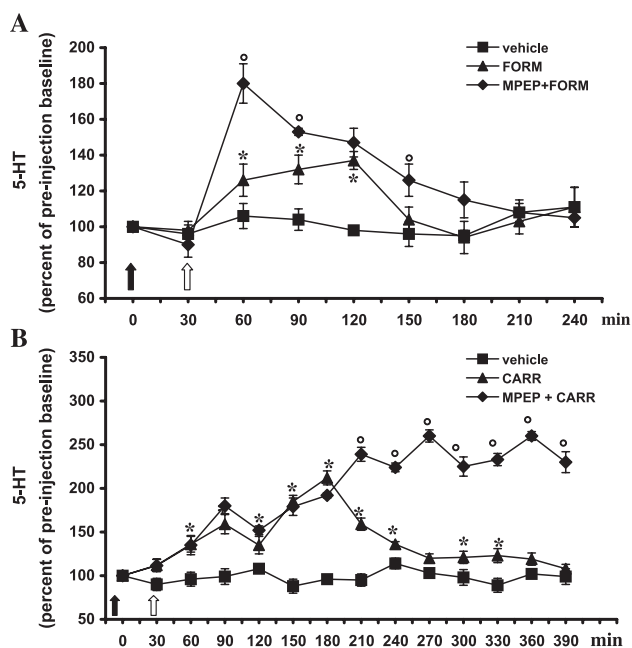 A
200
180
160
140
120
100
80
60
5-HT
(percent of pre-injection baseline)
vehicle
FORM
MPEP+FORM
°
°
°
*
*
*
0 30 60 90 120 150 180 210 240 min
B
350
300
250
200
150
100
50
5-HT
(percent of pre-injection baseline)
vehicle
CARR
MPEP + CARR
° ° ° ° ° ° °
* * * * * * * *
0 30 60 90 120 150 180 210 240 270 300 330 360 390 min